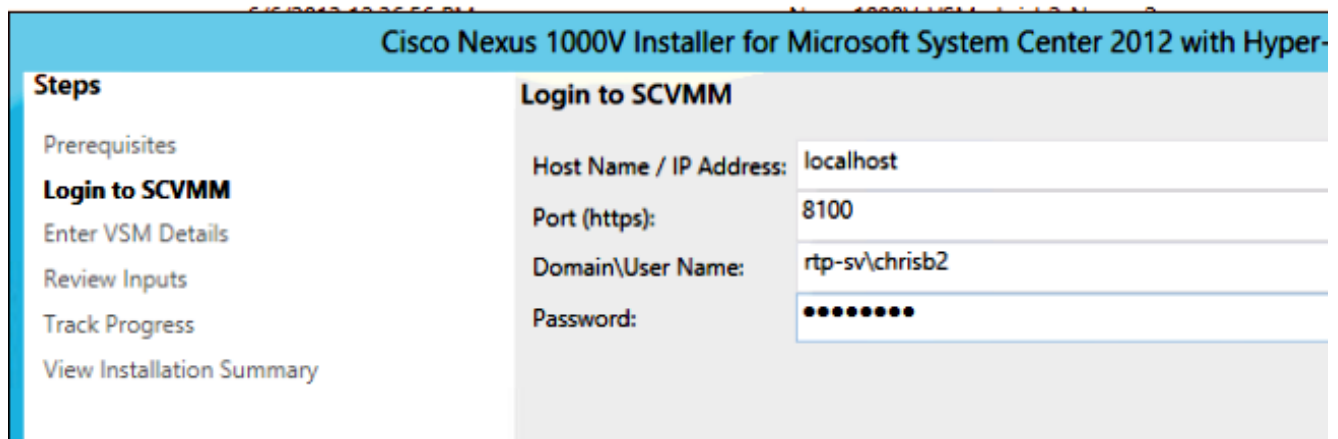 Cisco Nexus 1000V Installer for Microsoft System Center 2012 with Hyper-
Steps
Prerequisites
Login to SCVMM
Enter VSM Details
Review Inputs
Track Progress
View Installation Summary
Login to SCVMM
Host Name / IP Address: localhost
Port (https): 8100
Domain\User Name: rtp-sv\chrisb2
Password: ●●●●●●●●